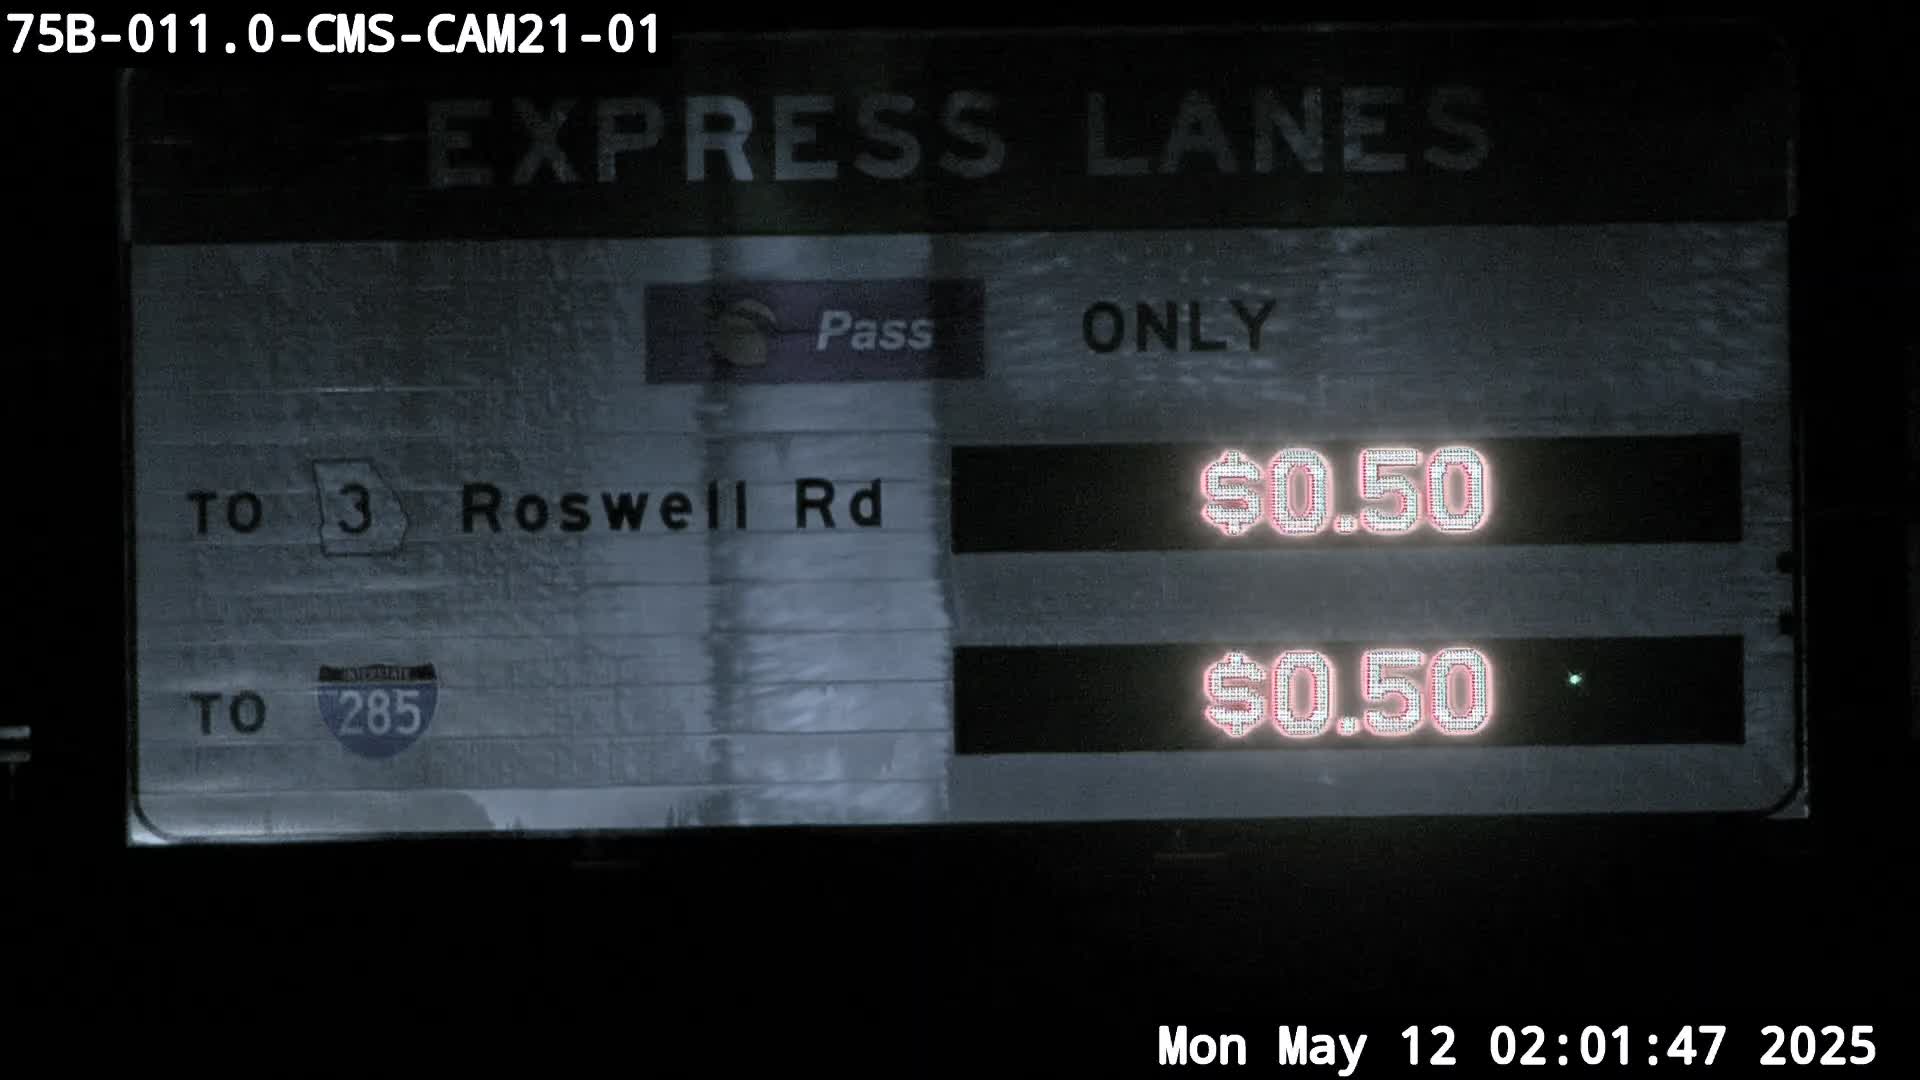 75B-011.0-CMS-CAM21-01
EXPRESS LANES
Pass ONLY
TO 3 Roswell Rd $0.50
TO INTERSTATE 285 $0.50
Mon May 12 02:01:47 2025